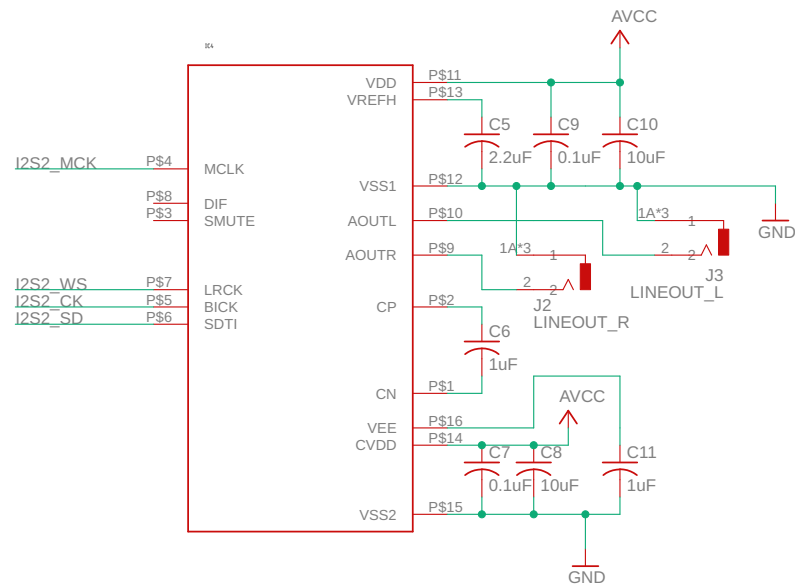 AVCC
IC4
VDD P$11
VREFH P$13
C5 C9 C10
2.2uF 0.1uF 10uF
I2S2_MCK P$4 MCLK
VSS1 P$12
P$8 DIF
P$3 SMUTE
AOUTL P$10
1A*3 1
GND
AOUTR P$9
1A*3 1
2 2
J3
LINEOUT_L
I2S2_WS P$7 LRCK
2 2
J2
LINEOUT_R
I2S2_CK P$5 BICK
CP P$2
I2S2_SD P$6 SDTI
C6
1uF
CN P$1
AVCC
VEE P$16
CVDD P$14
C7 C8 C11
0.1uF 10uF 1uF
VSS2 P$15
GND